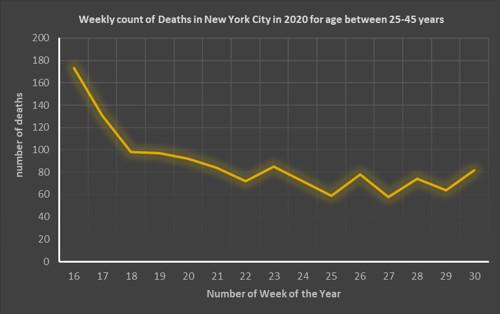 Weekly count of Deaths in New York City in 2020 for age between 25-45 years
200
180
160
140
120
100
80
60
40
20
0
number of deaths
16 17 18 19 20 21 22 23 24 25 26 27 28 29 30
Number of Week of the Year